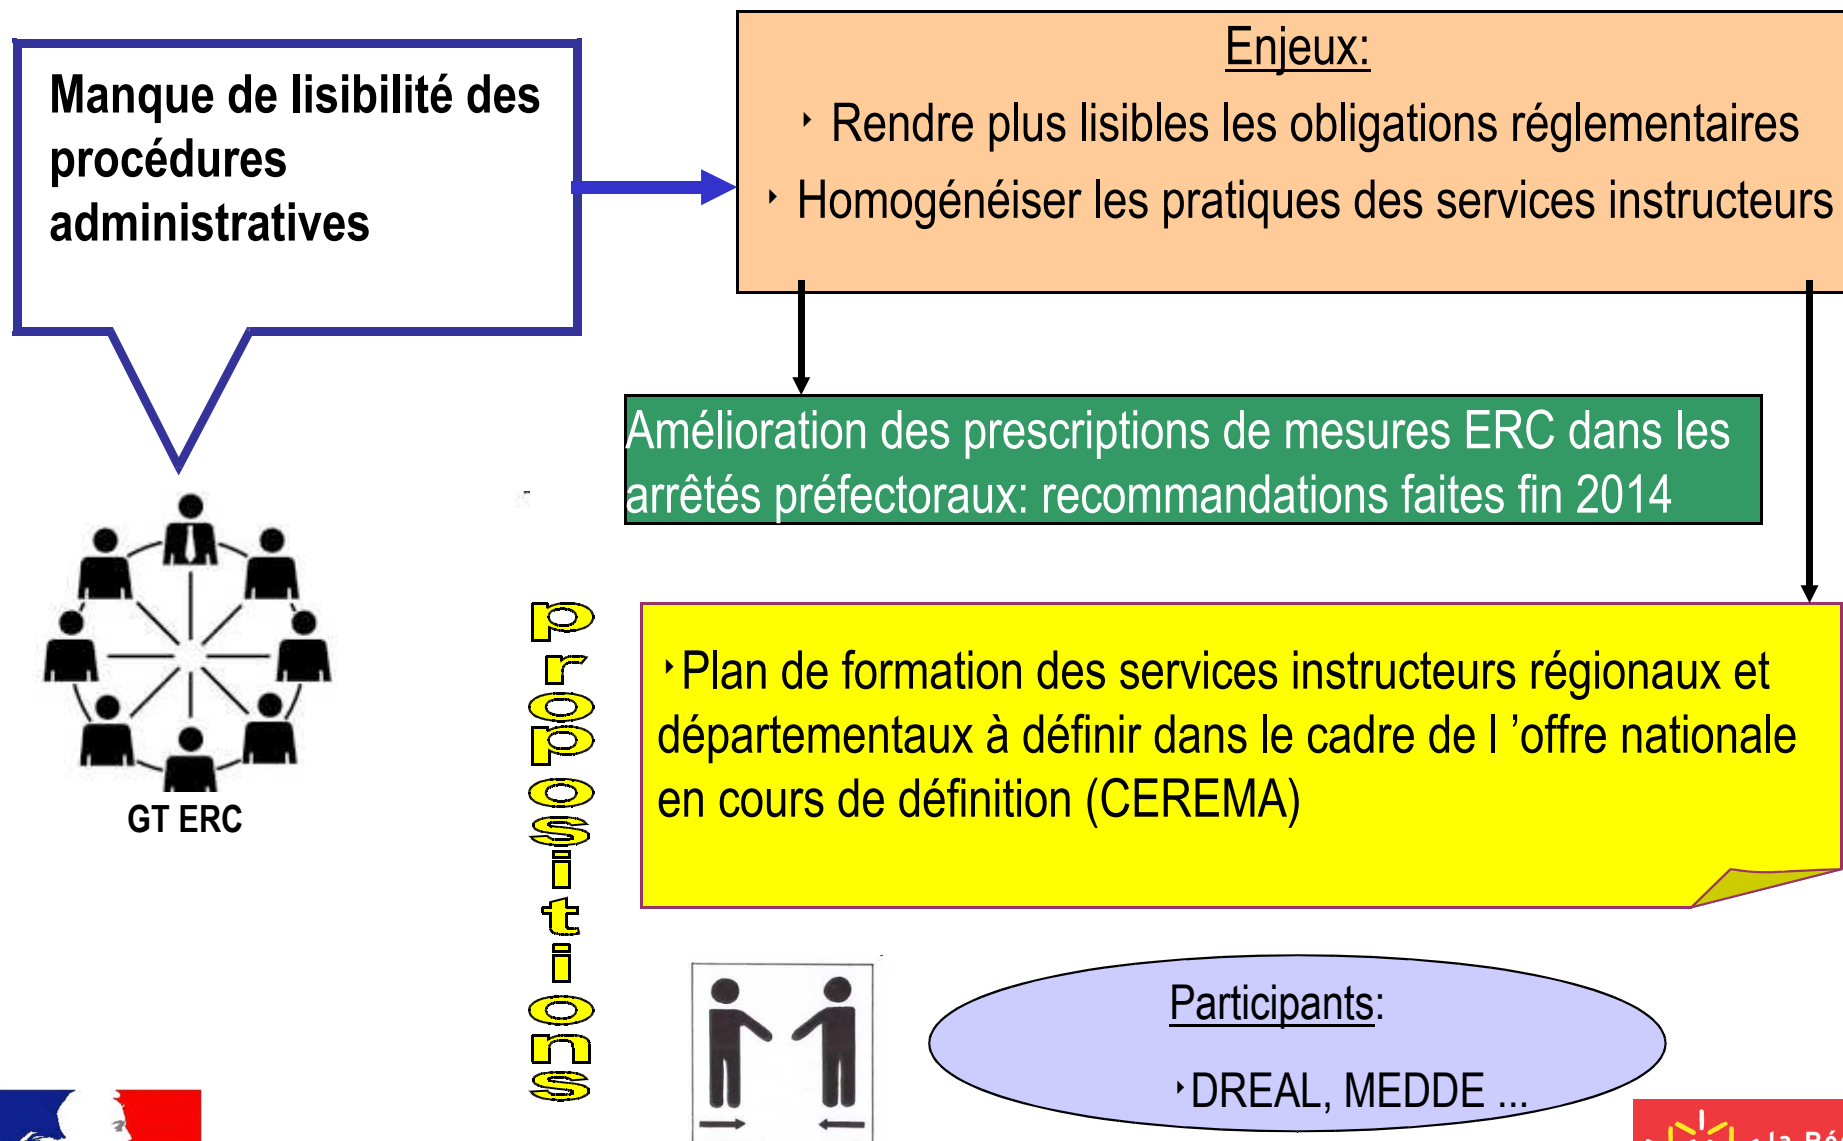 Manque de lisibilité des
procédures
administratives
Enjeux:
‣ Rendre plus lisibles les obligations réglementaires
‣ Homogénéiser les pratiques des services instructeurs
Amélioration des prescriptions de mesures ERC dans les
arrêtés préfectoraux: recommandations faites fin 2014
GT ERC
propositions
‣Plan de formation des services instructeurs régionaux et
départementaux à définir dans le cadre de l ’offre nationale
en cours de définition (CEREMA)
Participants:
‣DREAL, MEDDE ...
la